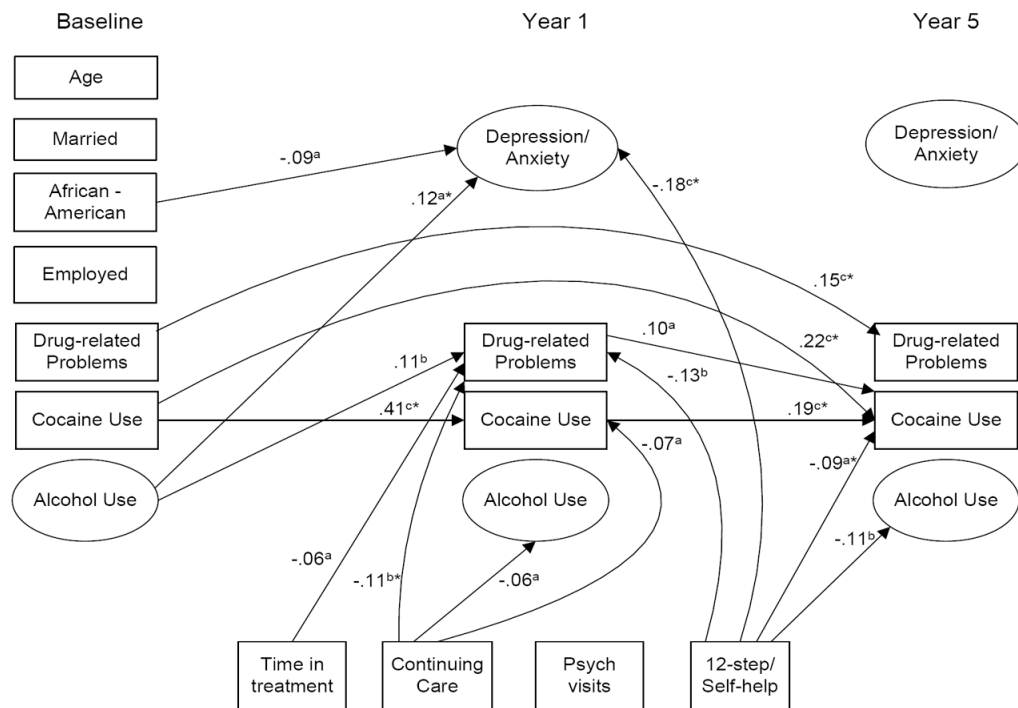 Baseline
Year 1
Year 5
Age
Married
African -
American
Employed
Drug-related
Problems
Cocaine Use
Alcohol Use
Depression/
Anxiety
Drug-related
Problems
Cocaine Use
Alcohol Use
Depression/
Anxiety
Drug-related
Problems
Cocaine Use
Alcohol Use
-.09ᵃ
.12ᵃ*
-.18ᶜ*
.15ᶜ*
.10ᵃ
.22ᶜ*
.11ᵇ
-.13ᵇ
.41ᶜ*
.19ᶜ*
-.07ᵃ
-.09ᵃ*
-.06ᵃ
-.11ᵇ*
-.06ᵃ
-.11ᵇ
Time in
treatment
Continuing
Care
Psych
visits
12-step/
Self-help